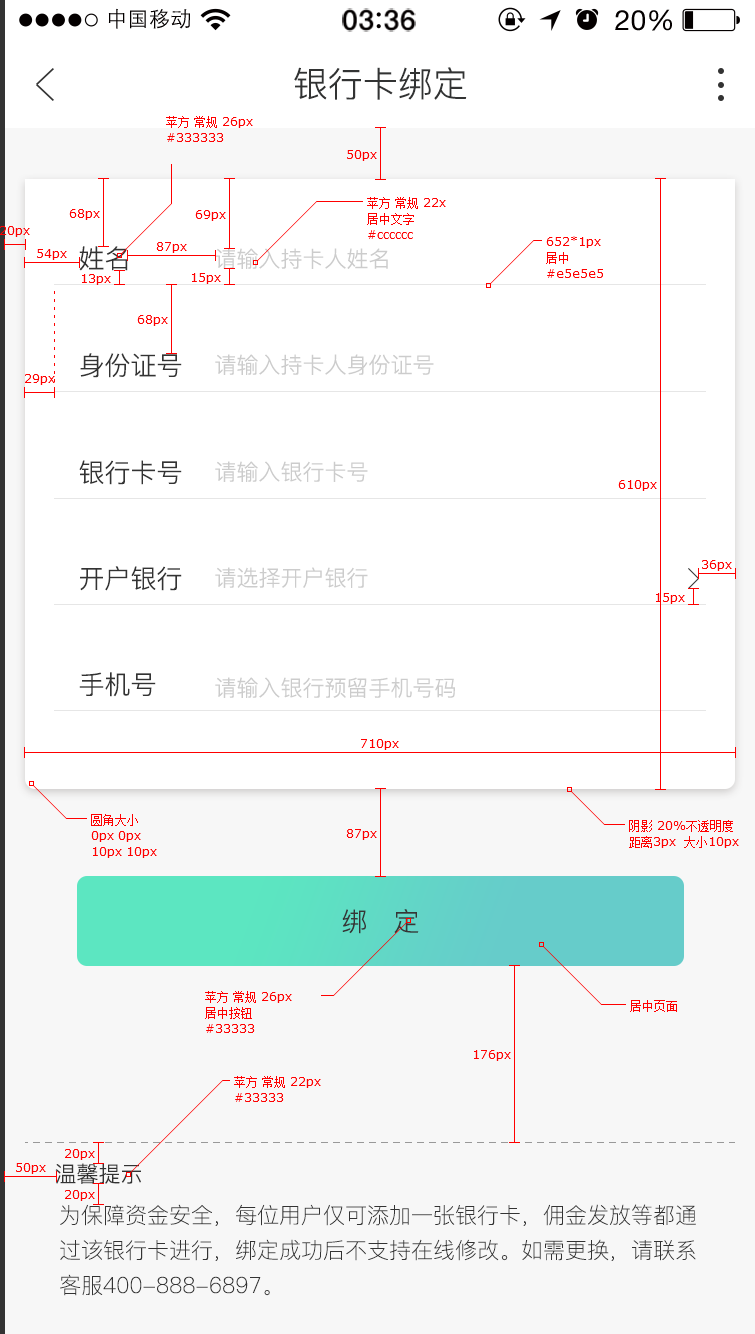 中国移动 03:36 20%
银行卡绑定
苹方 常规 26px
#333333
50px
68px
69px
苹方 常规 22x
居中文字
#cccccc
20px
54px
姓名
87px
请输入持卡人姓名
652*1px
居中
#e5e5e5
13px
15px
68px
身份证号
请输入持卡人身份证号
29px
银行卡号
请输入银行卡号
610px
开户银行
请选择开户银行
36px
15px
手机号
请输入银行预留手机号码
710px
圆角大小
0px 0px
10px 10px
87px
阴影 20%不透明度
距离3px 大小10px
绑 定
苹方 常规 26px
居中按钮
#33333
居中页面
176px
苹方 常规 22px
#33333
20px
50px
温馨提示
20px
为保障资金安全，每位用户仅可添加一张银行卡，佣金发放等都通
过该银行卡进行，绑定成功后不支持在线修改。如需更换，请联系
客服400-888-6897。